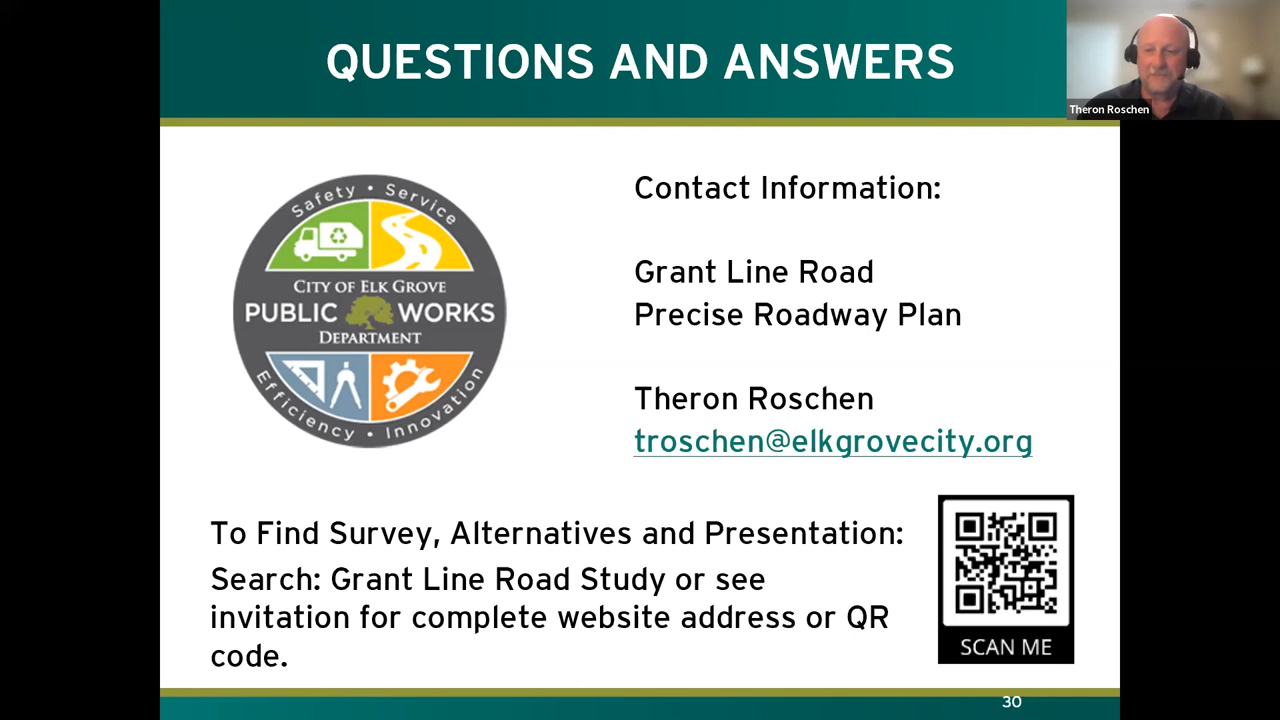 QUESTIONS AND ANSWERS
Theron Roschen
Safety • Service
CITY OF ELK GROVE
PUBLIC WORKS
DEPARTMENT
Efficiency • Innovation
Contact Information:
Grant Line Road
Precise Roadway Plan
Theron Roschen
troschen@elkgrovecity.org
To Find Survey, Alternatives and Presentation:
Search: Grant Line Road Study or see
invitation for complete website address or QR
code.
SCAN ME
30